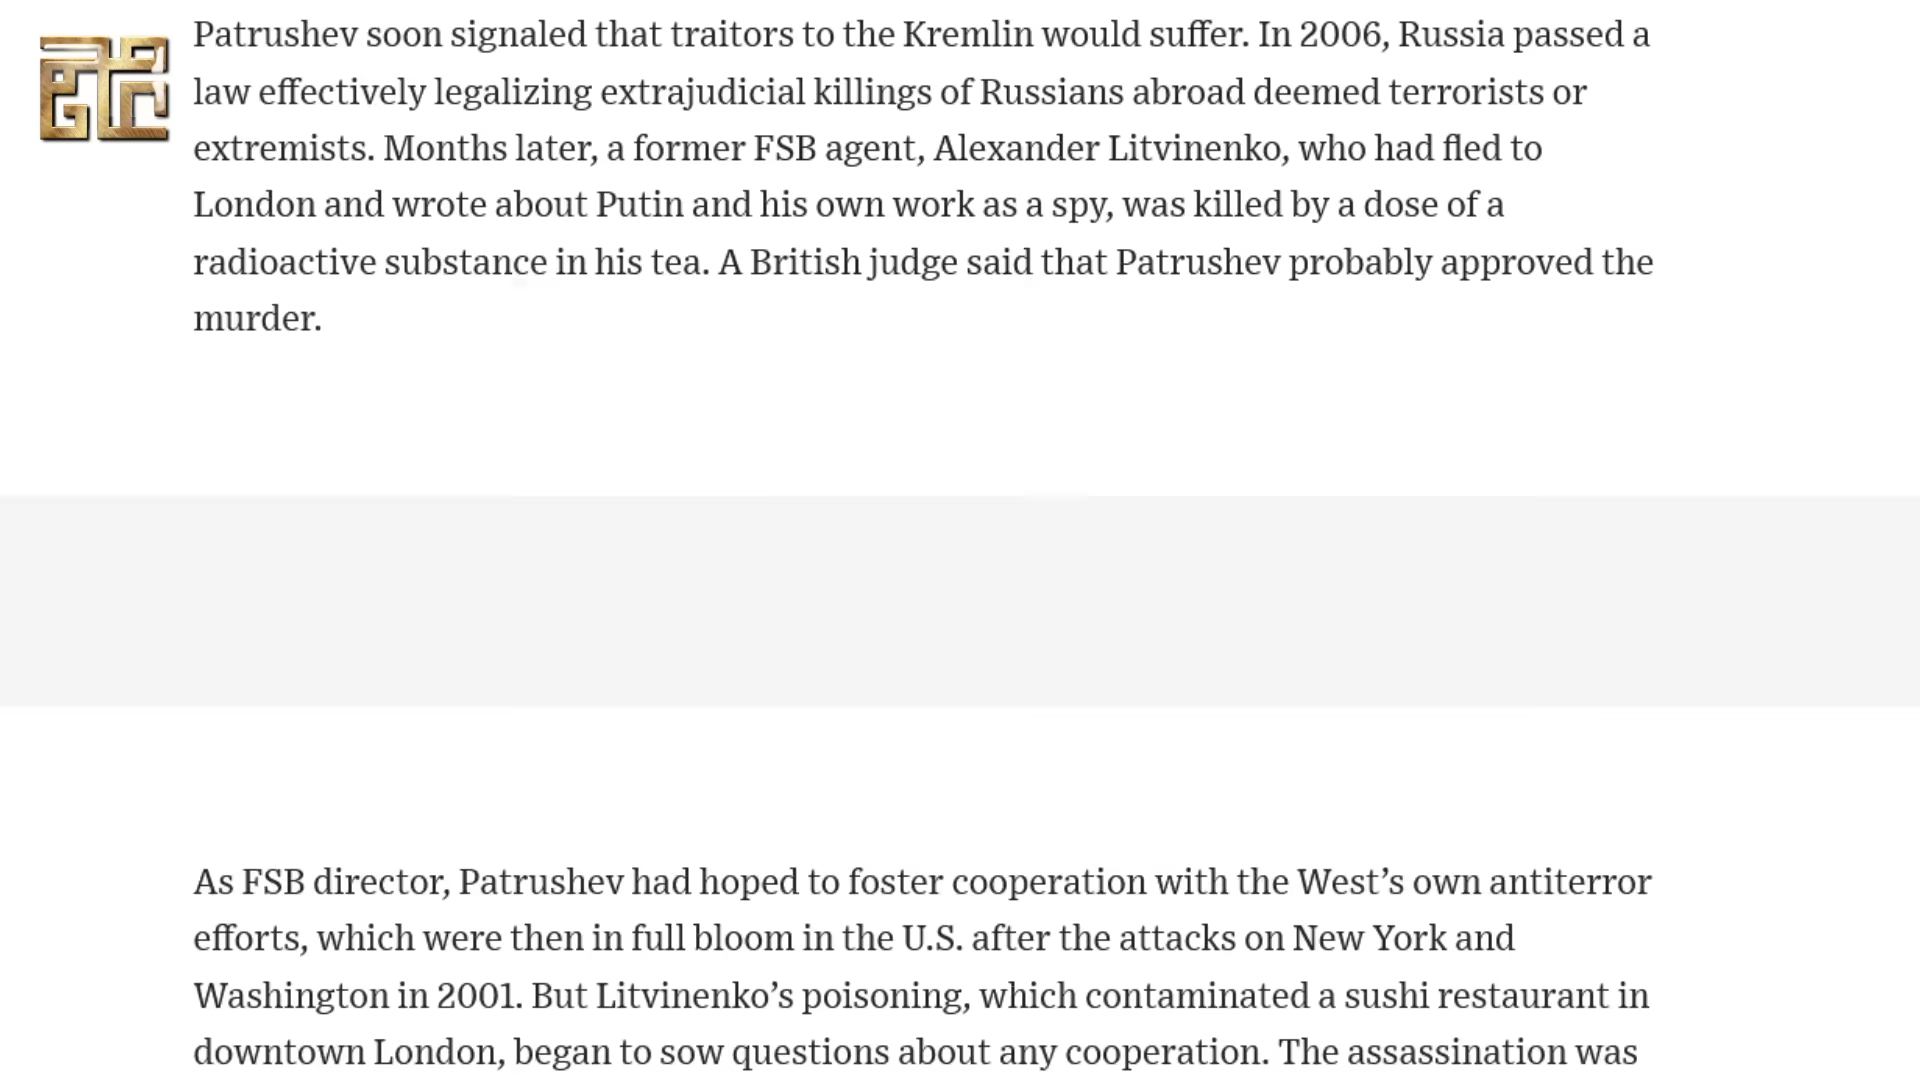 Patrushev soon signaled that traitors to the Kremlin would suffer. In 2006, Russia passed a
law effectively legalizing extrajudicial killings of Russians abroad deemed terrorists or
extremists. Months later, a former FSB agent, Alexander Litvinenko, who had fled to
London and wrote about Putin and his own work as a spy, was killed by a dose of a
radioactive substance in his tea. A British judge said that Patrushev probably approved the
murder.
As FSB director, Patrushev had hoped to foster cooperation with the West’s own antiterror
efforts, which were then in full bloom in the U.S. after the attacks on New York and
Washington in 2001. But Litvinenko’s poisoning, which contaminated a sushi restaurant in
downtown London, began to sow questions about any cooperation. The assassination was